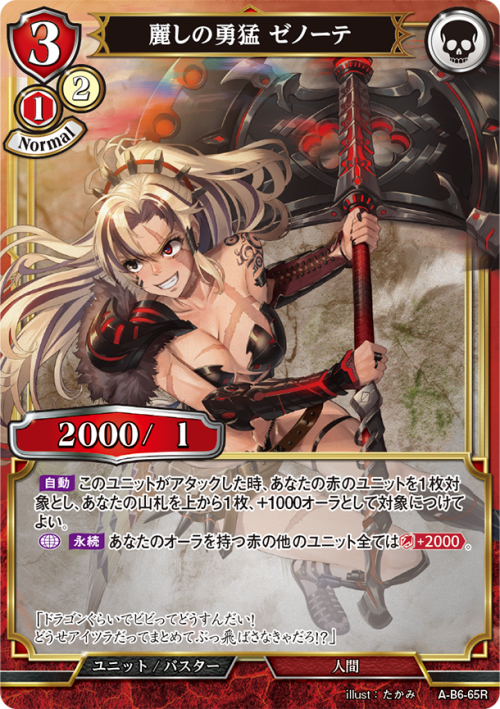 3
麗しの勇猛 ゼノーテ
1
2
Normal
2000/ 1
自動 このユニットがアタックした時、あなたの赤のユニットを1枚対
象とし、あなたの山札を上から1枚、+1000オーラとして対象につけ
てよい。
永続 あなたのオーラを持つ赤の他のユニット全ては +2000 。
「ドラゴンぐらいでビビってどうすんだい!
どうせアイツラだってまとめてぶっ飛ばさなきゃだろ!?」
ユニット / バスター
人間
illust : たかみ
A-B6-65R